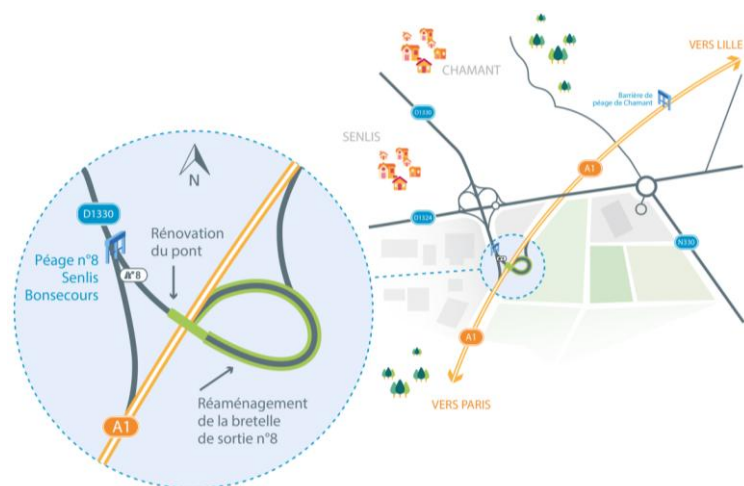 VERS LILLE
CHAMANT
Barrière de
péage de Chamant
D1330
SENLIS
A1
D1324
N330
A1
VERS PARIS
N
D1330
Rénovation
du pont
Péage n°8
Senlis
Bonsecours
n°8
Réaménagement
de la bretelle
de sortie n°8
A1